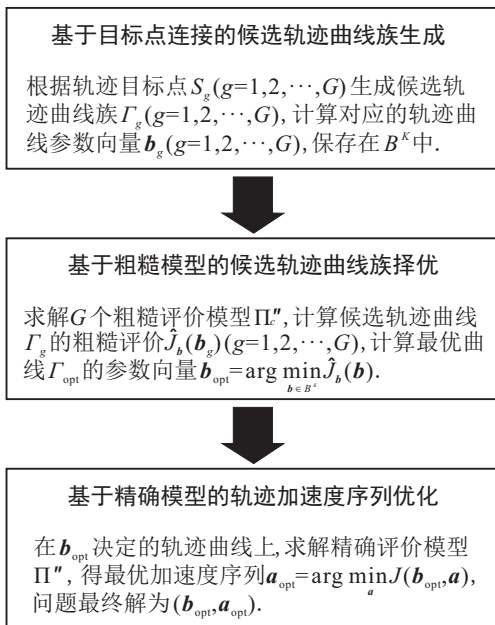 基于目标点连接的候选轨迹曲线族生成
根据轨迹目标点S_g(g=1,2,⋯,G)生成候选轨
迹曲线族Γ_g(g=1,2,⋯,G),计算对应的轨迹曲
线参数向量b_g(g=1,2,⋯,G),保存在B^K中.
基于粗糙模型的候选轨迹曲线族择优
求解G个粗糙评价模型Π_c″,计算候选轨迹曲线
Γ_g的粗糙评价Ĵ_b(b_g)(g=1,2,⋯,G),计算最优曲
线Γ_opt的参数向量b_opt=arg min_{b∈B^K} Ĵ_b(b).
基于精确模型的轨迹加速度序列优化
在b_opt决定的轨迹曲线上,求解精确评价模型
Π″,得最优加速度序列a_opt=arg min_a J(b_opt,a),
问题最终解为(b_opt,a_opt).